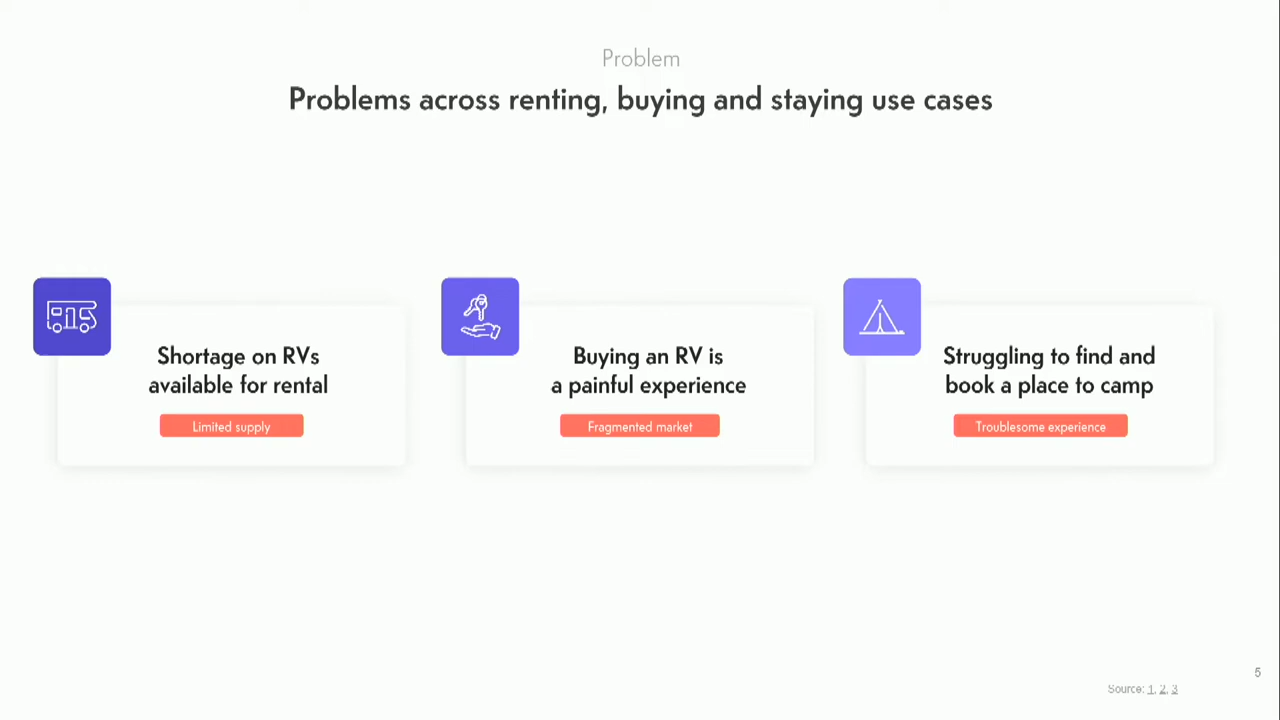 Problem
Problems across renting, buying and staying use cases
Shortage on RVs
available for rental
Limited supply
Buying an RV is
a painful experience
Fragmented market
Struggling to find and
book a place to camp
Troublesome experience
5
Source: 1, 2, 3